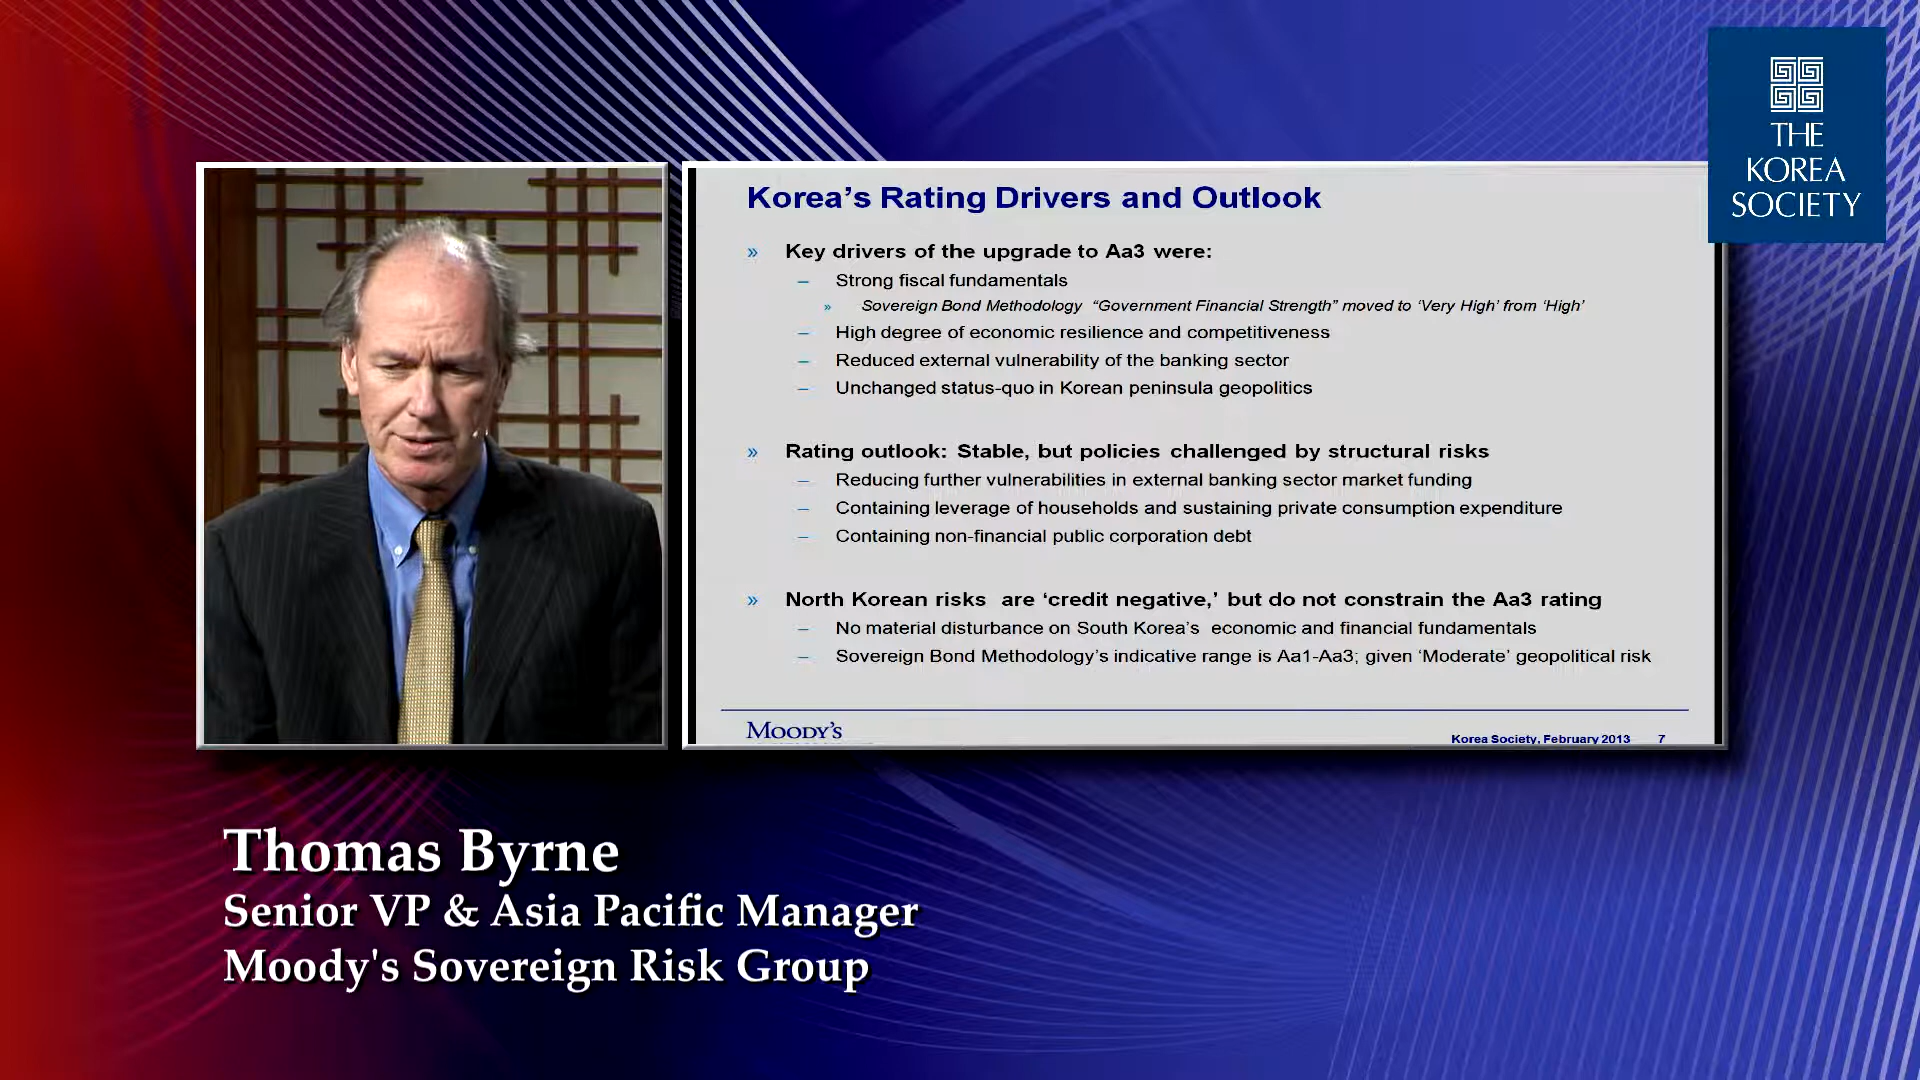 THE
KOREA
SOCIETY
Korea's Rating Drivers and Outlook
» Key drivers of the upgrade to Aa3 were:
– Strong fiscal fundamentals
» Sovereign Bond Methodology “Government Financial Strength” moved to ‘Very High’ from ‘High’
– High degree of economic resilience and competitiveness
– Reduced external vulnerability of the banking sector
– Unchanged status-quo in Korean peninsula geopolitics
» Rating outlook: Stable, but policies challenged by structural risks
– Reducing further vulnerabilities in external banking sector market funding
– Containing leverage of households and sustaining private consumption expenditure
– Containing non-financial public corporation debt
» North Korean risks are ‘credit negative,’ but do not constrain the Aa3 rating
– No material disturbance on South Korea's economic and financial fundamentals
– Sovereign Bond Methodology's indicative range is Aa1-Aa3; given ‘Moderate’ geopolitical risk
MOODY'S
Korea Society, February 2013 7
Thomas Byrne
Senior VP & Asia Pacific Manager
Moody's Sovereign Risk Group